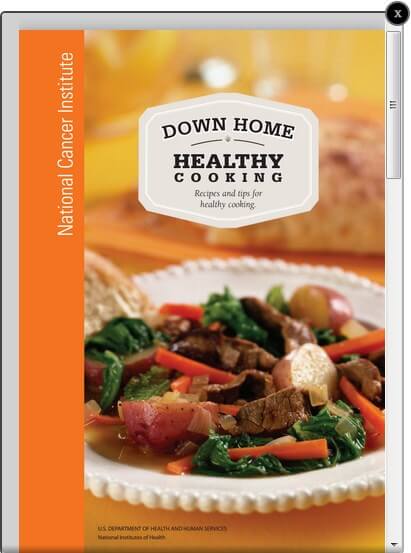 x
National Cancer Institute
DOWN HOME
HEALTHY
COOKING
Recipes and tips for
healthy cooking.
U.S. DEPARTMENT OF HEALTH AND HUMAN SERVICES
National Institutes of Health